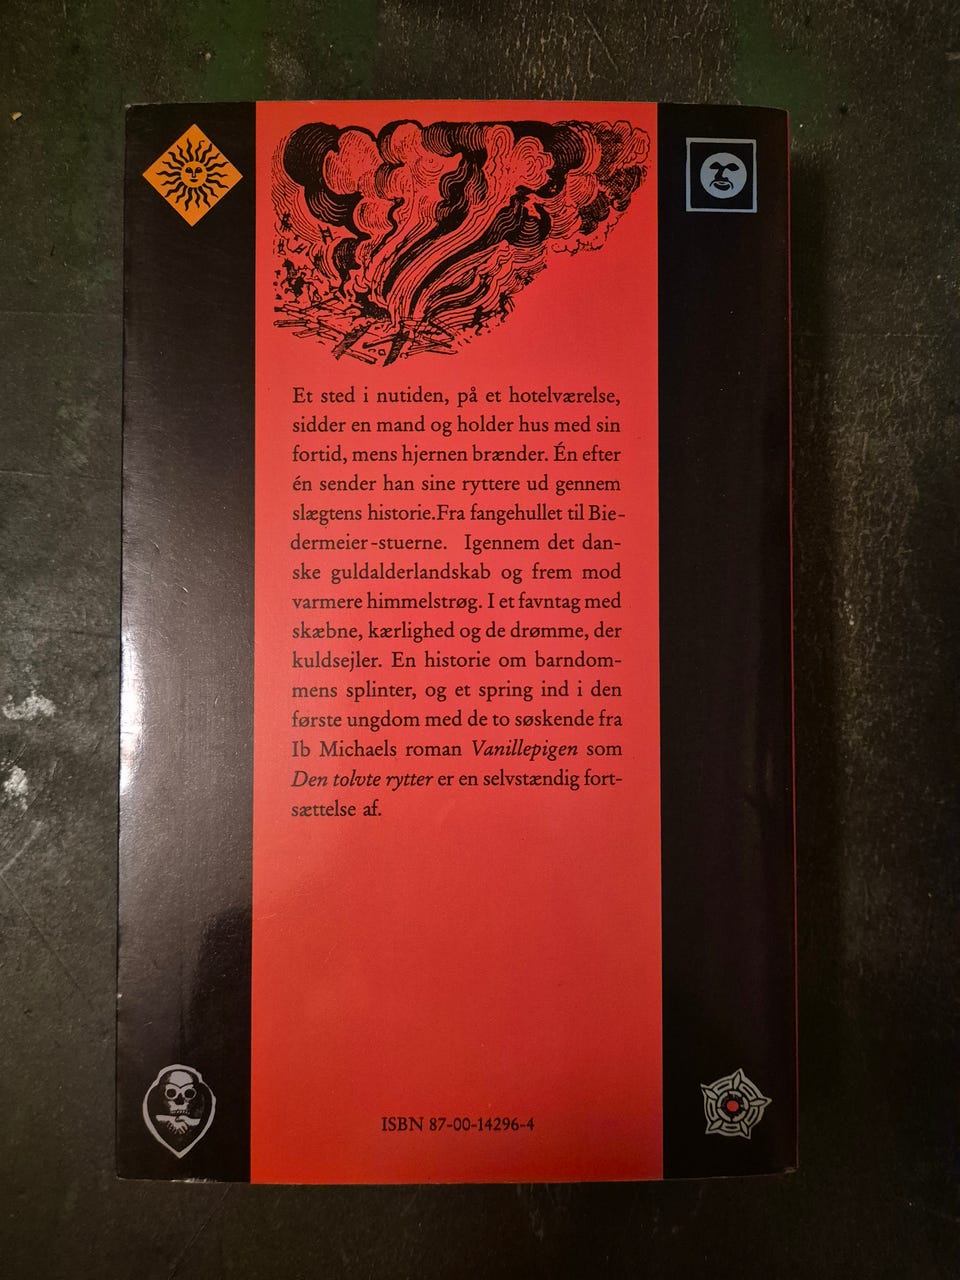 Et sted i nutiden, på et hotelværelse,
sidder en mand og holder hus med sin
fortid, mens hjernen brænder. Én efter
én sender han sine ryttere ud gennem
slægtens historie.Fra fangehullet til Bie-
dermeier-stuerne. Igennem det dan-
ske guldalderlandskab og frem mod
varmere himmelstrøg. I et favntag med
skæbne, kærlighed og de drømme, der
kuldsejler. En historie om barndom-
mens splinter, og et spring ind i den
første ungdom med de to søskende fra
Ib Michaels roman Vanillepigen som
Den tolvte rytter er en selvstændig fort-
sættelse af.
ISBN 87-00-14296-4